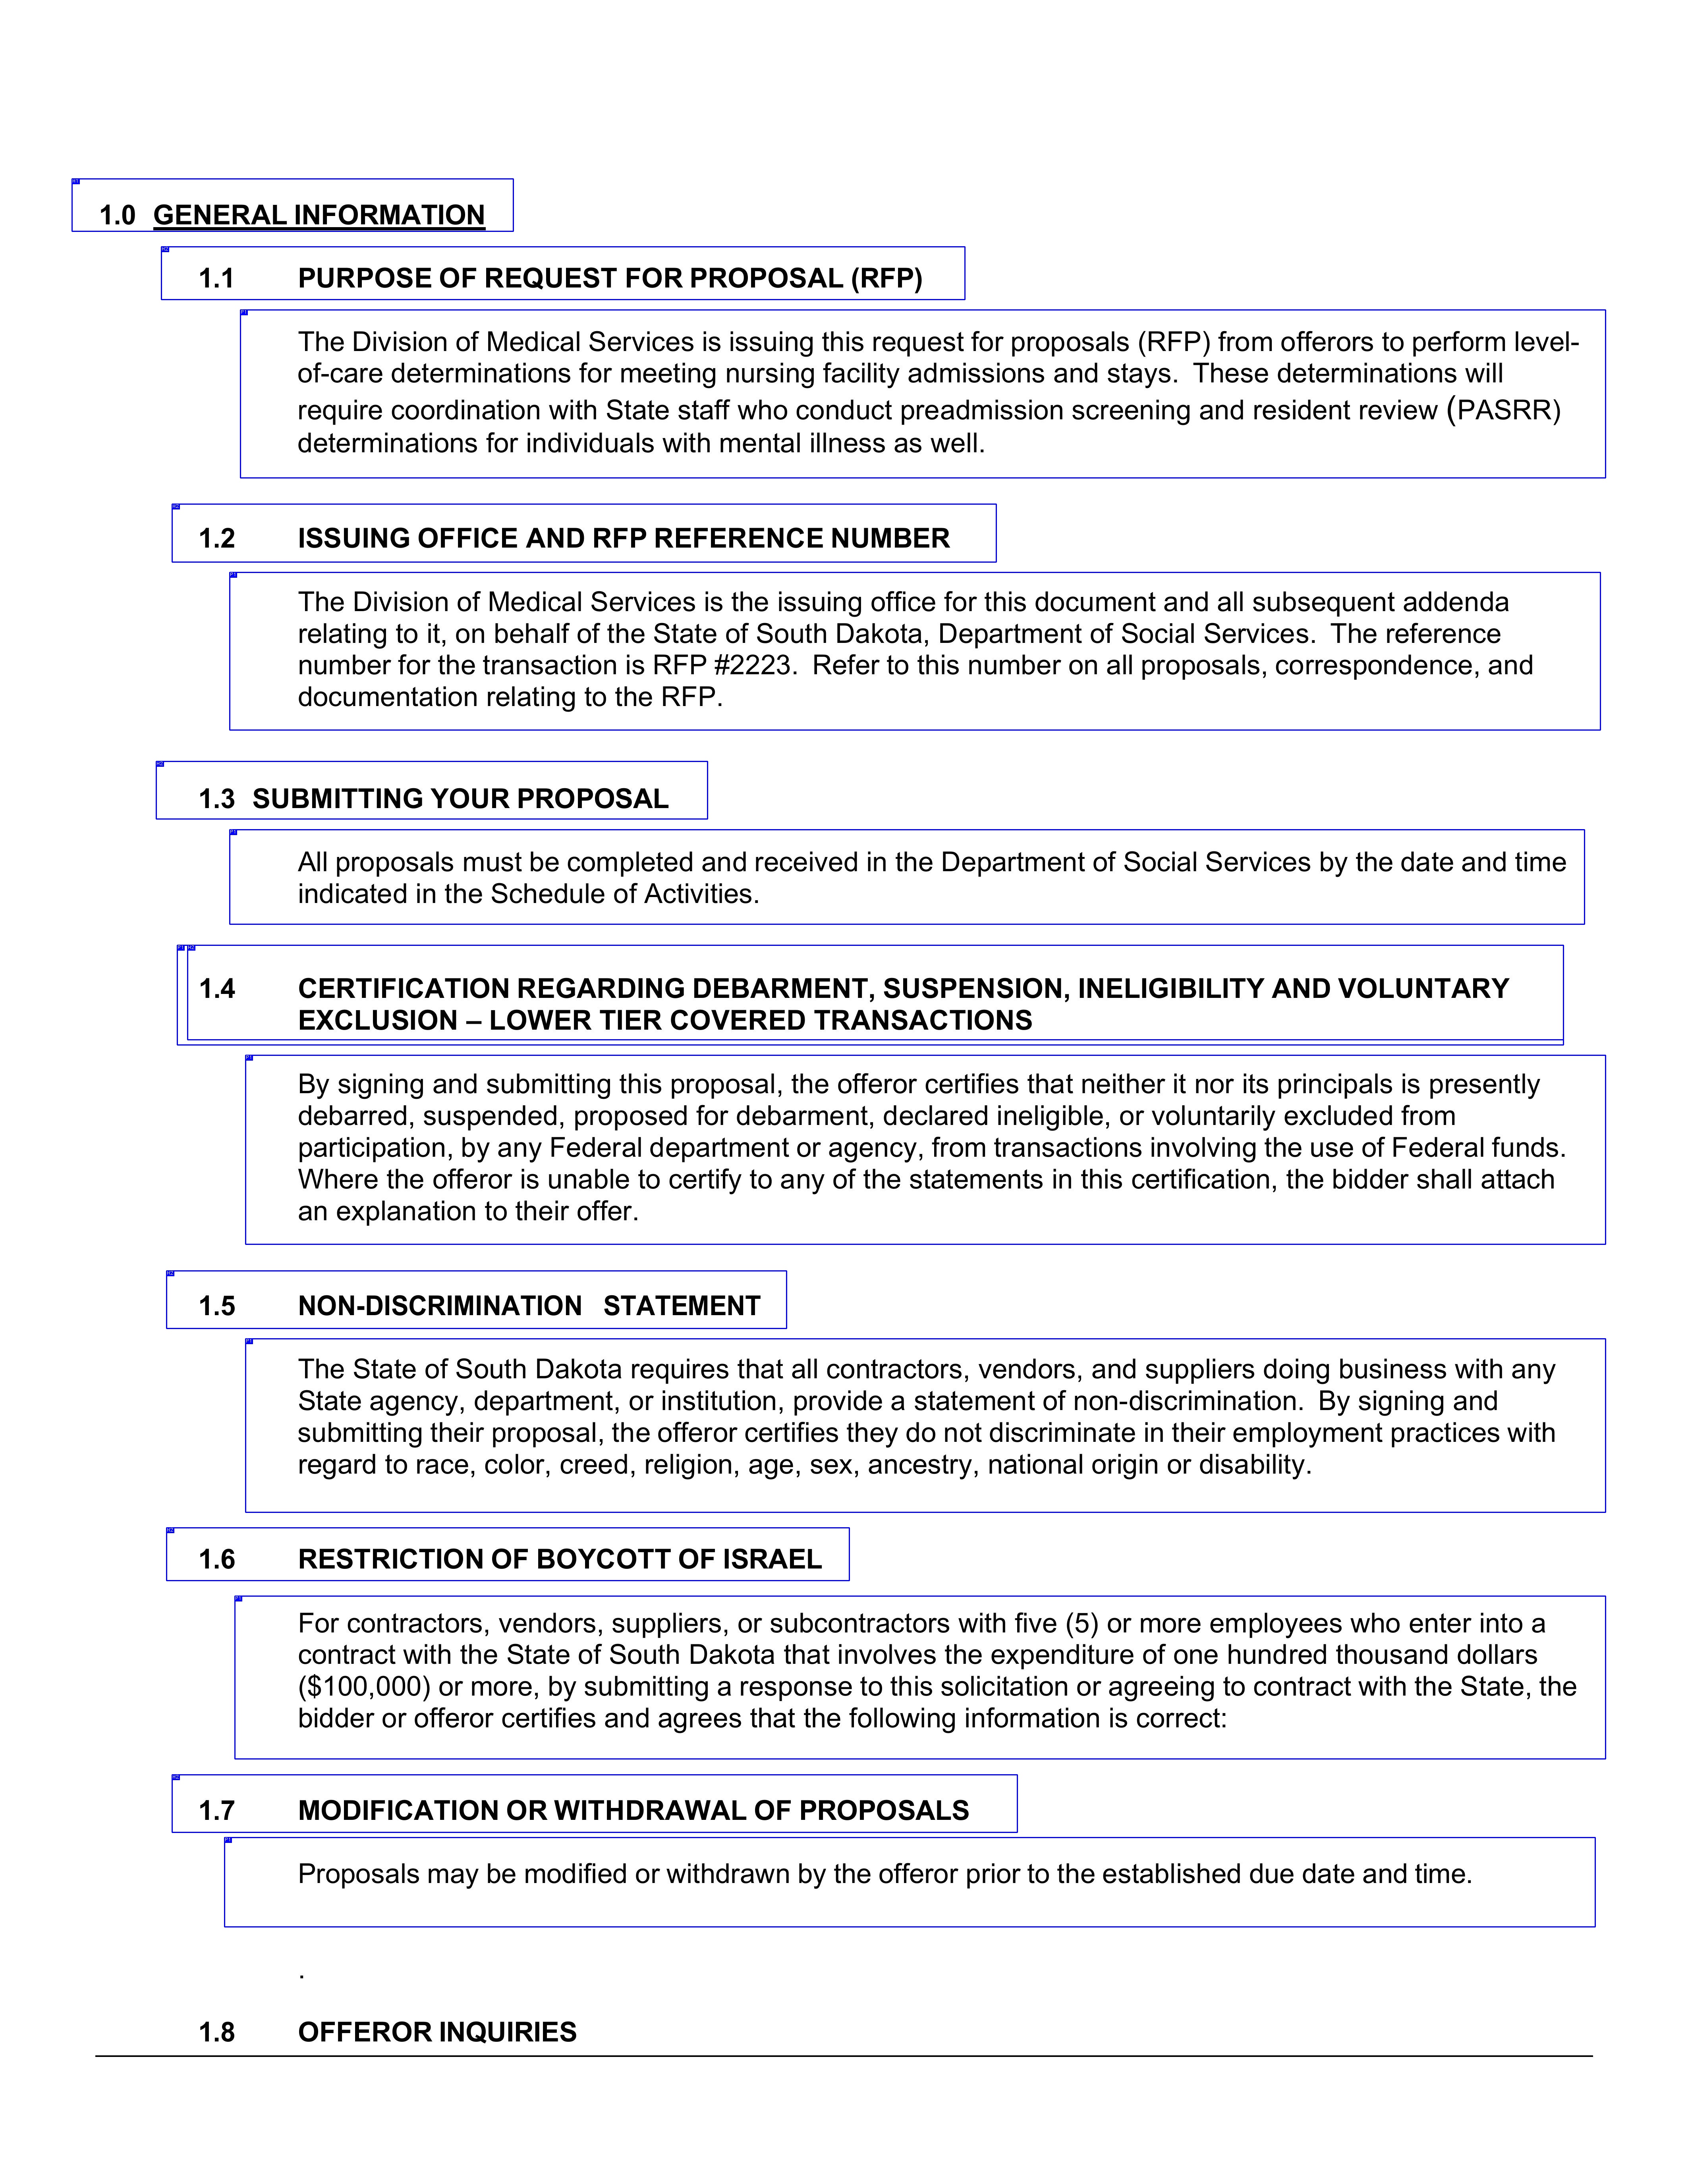 1.0 GENERAL INFORMATION
1.1 PURPOSE OF REQUEST FOR PROPOSAL (RFP)
The Division of Medical Services is issuing this request for proposals (RFP) from offerors to perform level-
of-care determinations for meeting nursing facility admissions and stays. These determinations will
require coordination with State staff who conduct preadmission screening and resident review (PASRR)
determinations for individuals with mental illness as well.
1.2 ISSUING OFFICE AND RFP REFERENCE NUMBER
The Division of Medical Services is the issuing office for this document and all subsequent addenda
relating to it, on behalf of the State of South Dakota, Department of Social Services. The reference
number for the transaction is RFP #2223. Refer to this number on all proposals, correspondence, and
documentation relating to the RFP.
1.3 SUBMITTING YOUR PROPOSAL
All proposals must be completed and received in the Department of Social Services by the date and time
indicated in the Schedule of Activities.
1.4 CERTIFICATION REGARDING DEBARMENT, SUSPENSION, INELIGIBILITY AND VOLUNTARY
EXCLUSION – LOWER TIER COVERED TRANSACTIONS
By signing and submitting this proposal, the offeror certifies that neither it nor its principals is presently
debarred, suspended, proposed for debarment, declared ineligible, or voluntarily excluded from
participation, by any Federal department or agency, from transactions involving the use of Federal funds.
Where the offeror is unable to certify to any of the statements in this certification, the bidder shall attach
an explanation to their offer.
1.5 NON-DISCRIMINATION STATEMENT
The State of South Dakota requires that all contractors, vendors, and suppliers doing business with any
State agency, department, or institution, provide a statement of non-discrimination. By signing and
submitting their proposal, the offeror certifies they do not discriminate in their employment practices with
regard to race, color, creed, religion, age, sex, ancestry, national origin or disability.
1.6 RESTRICTION OF BOYCOTT OF ISRAEL
For contractors, vendors, suppliers, or subcontractors with five (5) or more employees who enter into a
contract with the State of South Dakota that involves the expenditure of one hundred thousand dollars
($100,000) or more, by submitting a response to this solicitation or agreeing to contract with the State, the
bidder or offeror certifies and agrees that the following information is correct:
1.7 MODIFICATION OR WITHDRAWAL OF PROPOSALS
Proposals may be modified or withdrawn by the offeror prior to the established due date and time.
.
1.8 OFFEROR INQUIRIES